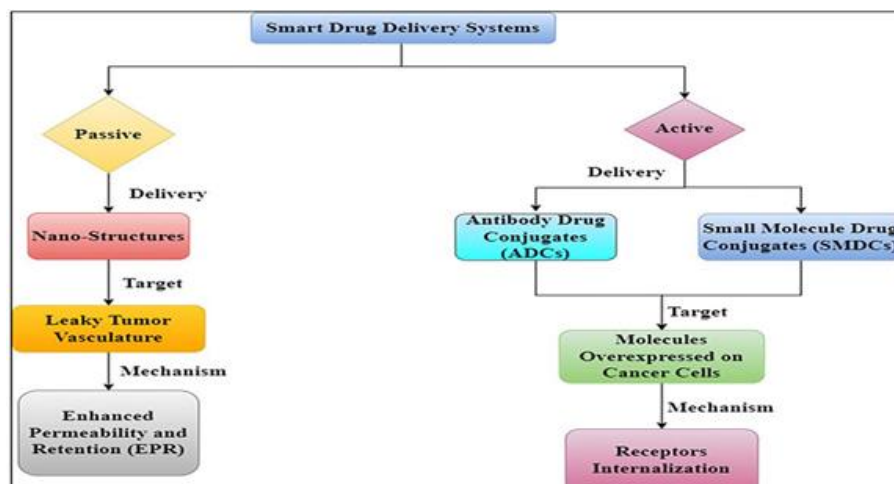 Smart Drug Delivery Systems
Passive
Active
Delivery
Delivery
Nano-Structures
Antibody Drug
Conjugates
(ADCs)
Small Molecule Drug
Conjugates (SMDCs)
Target
Target
Leaky Tumor
Vasculature
Molecules
Overexpressed on
Cancer Cells
Mechanism
Mechanism
Enhanced
Permeability and
Retention (EPR)
Receptors
Internalization